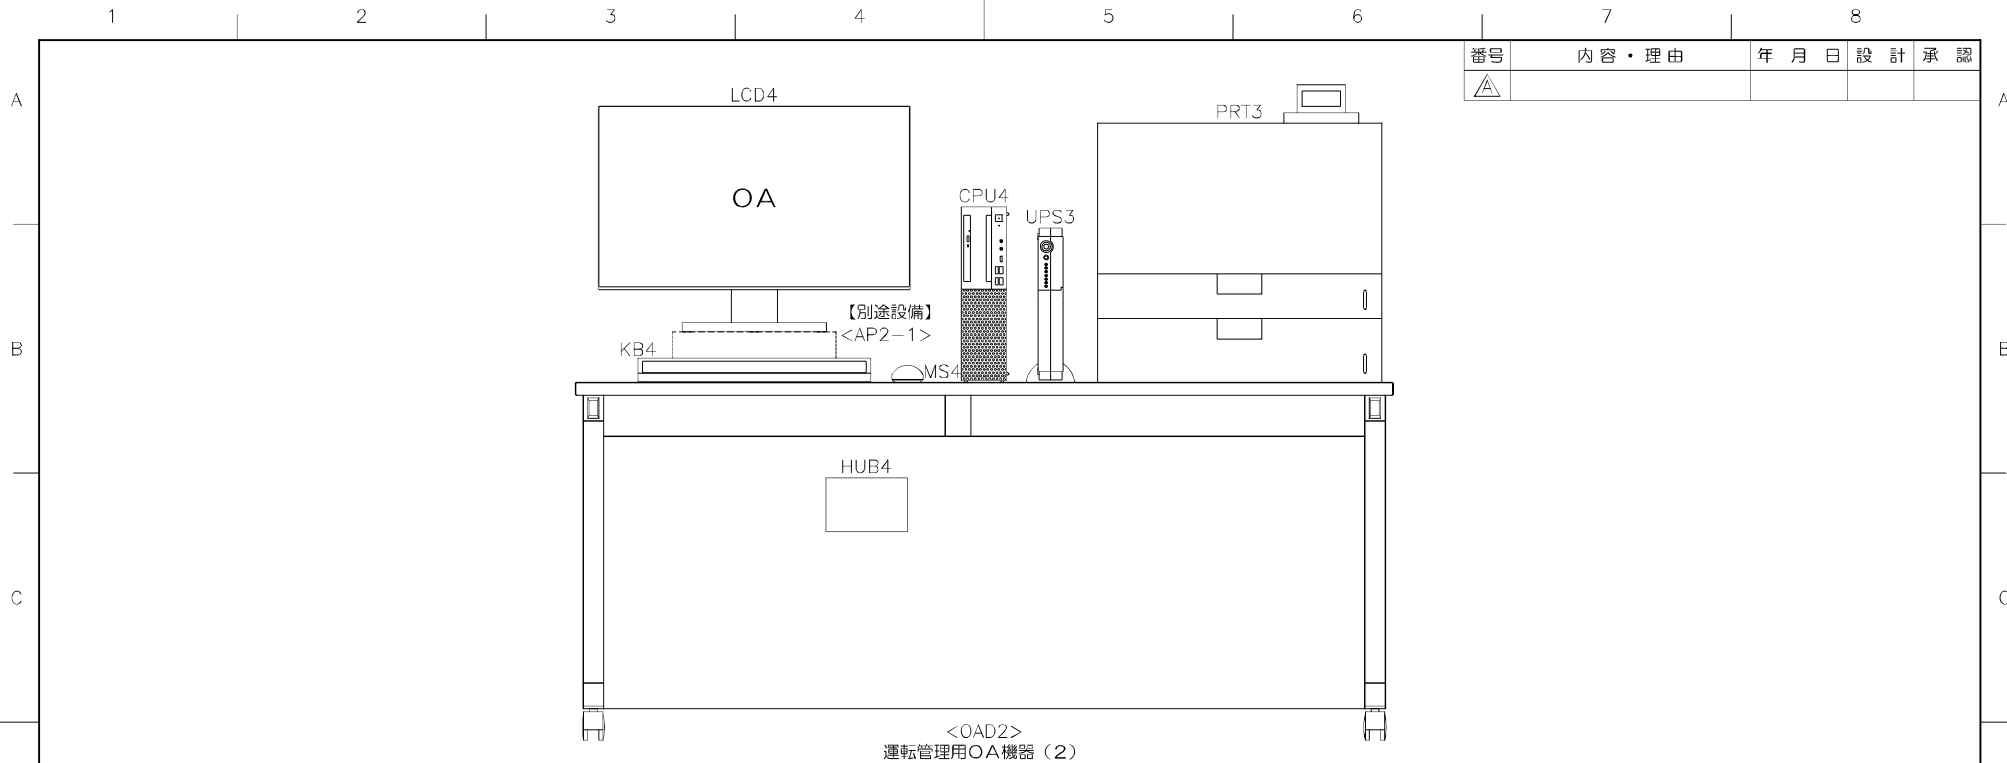 1 2 3 4 5 6 7 8
番号 内容・理由 年 月 日 設 計 承 認
A
A A
LCD4
PRT3
OA
CPU4
UPS3
【別途設備】
<AP2-1>
B B
KB4
MS4
HUB4
C C
<OAD2>
運転管理用OA機器（2）